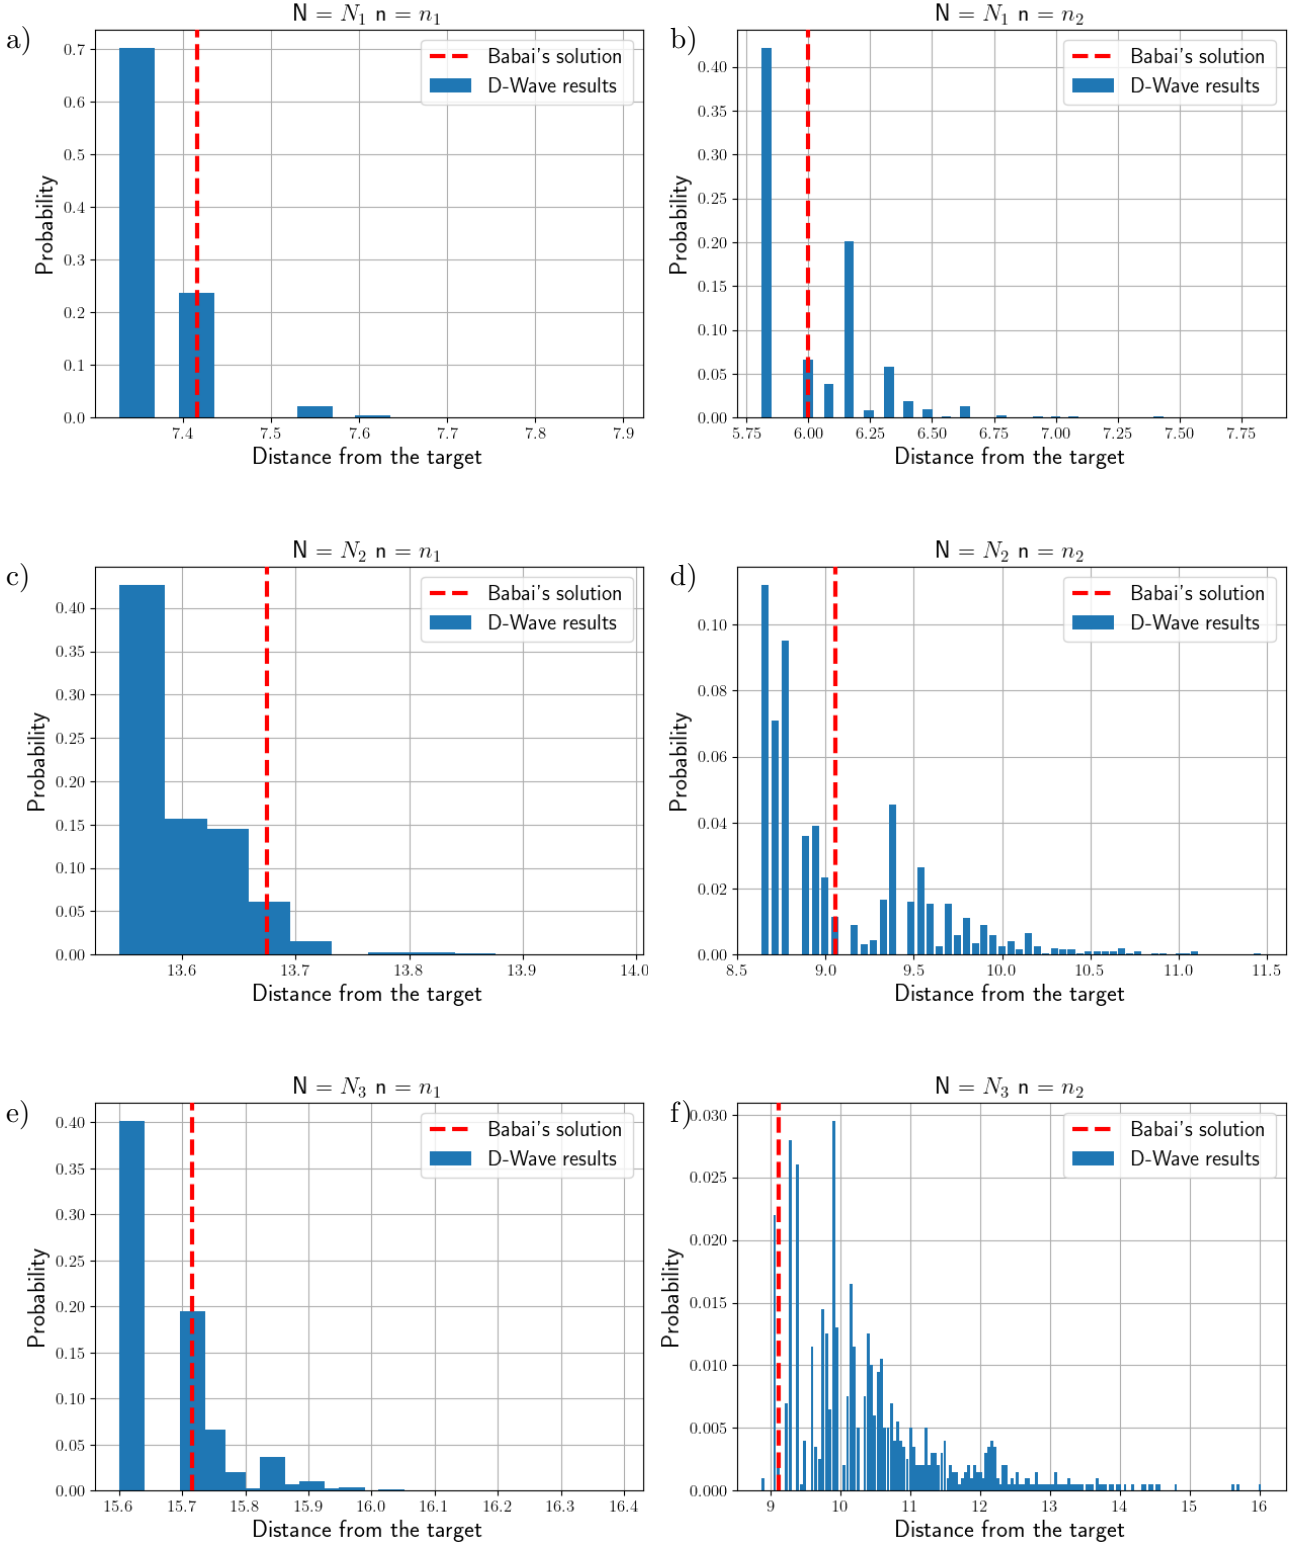 a)
N = N₁ n = n₁
Babai's solution
D-Wave results
Probability
0.7
0.6
0.5
0.4
0.3
0.2
0.1
0.0
7.4 7.5 7.6 7.7 7.8 7.9
Distance from the target
b)
N = N₁ n = n₂
Babai's solution
D-Wave results
Probability
0.40
0.35
0.30
0.25
0.20
0.15
0.10
0.05
0.00
5.75 6.00 6.25 6.50 6.75 7.00 7.25 7.50 7.75
Distance from the target
c)
N = N₂ n = n₁
Babai's solution
D-Wave results
Probability
0.40
0.35
0.30
0.25
0.20
0.15
0.10
0.05
0.00
13.6 13.7 13.8 13.9 14.0
Distance from the target
d)
N = N₂ n = n₂
Babai's solution
D-Wave results
Probability
0.10
0.08
0.06
0.04
0.02
0.00
8.5 9.0 9.5 10.0 10.5 11.0 11.5
Distance from the target
e)
N = N₃ n = n₁
Babai's solution
D-Wave results
Probability
0.40
0.35
0.30
0.25
0.20
0.15
0.10
0.05
0.00
15.6 15.7 15.8 15.9 16.0 16.1 16.2 16.3 16.4
Distance from the target
f)
N = N₃ n = n₂
Babai's solution
D-Wave results
Probability
0.030
0.025
0.020
0.015
0.010
0.005
0.000
9 10 11 12 13 14 15 16
Distance from the target